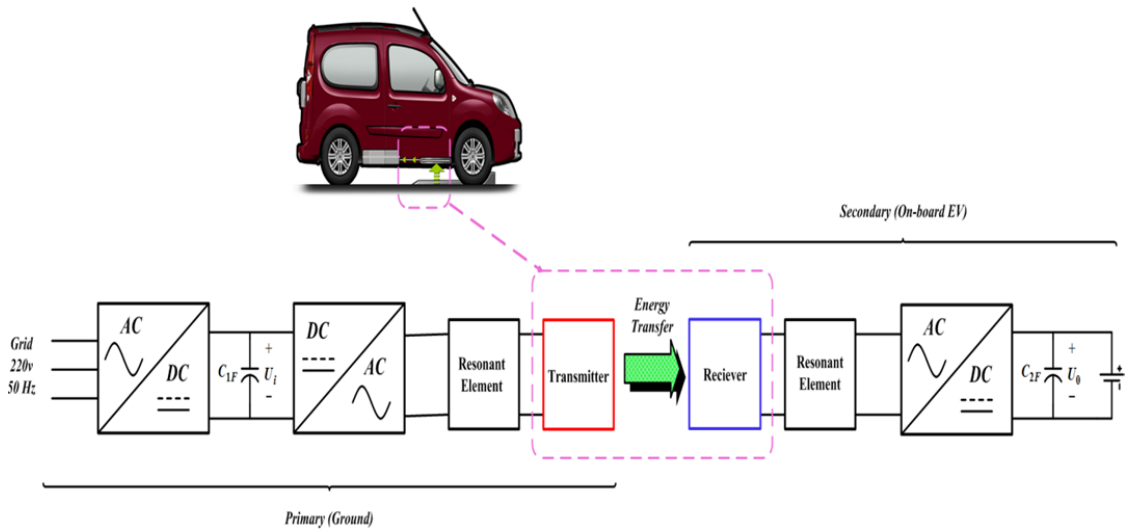 Secondary (On-board EV)
Grid
220v
50 Hz
AC
DC
C1F
+
Ui
−
DC
AC
Resonant
Element
Transmitter
Energy
Transfer
Reciever
Resonant
Element
AC
DC
C2F
+
U0
−
+
-
Primary (Ground)